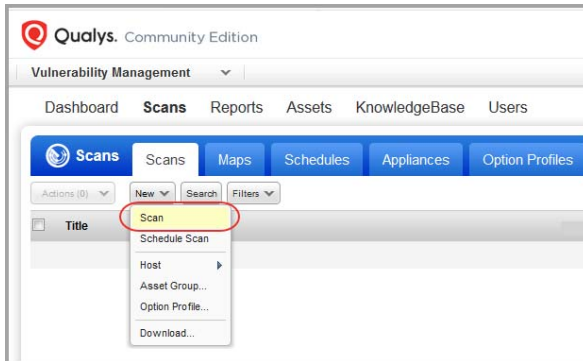 Qualys. Community Edition
Vulnerability Management
Dashboard Scans Reports Assets KnowledgeBase Users
Scans Scans Maps Schedules Appliances Option Profiles
Actions (0) New Search Filters
Title
Scan
Schedule Scan
Host
Asset Group...
Option Profile...
Download...